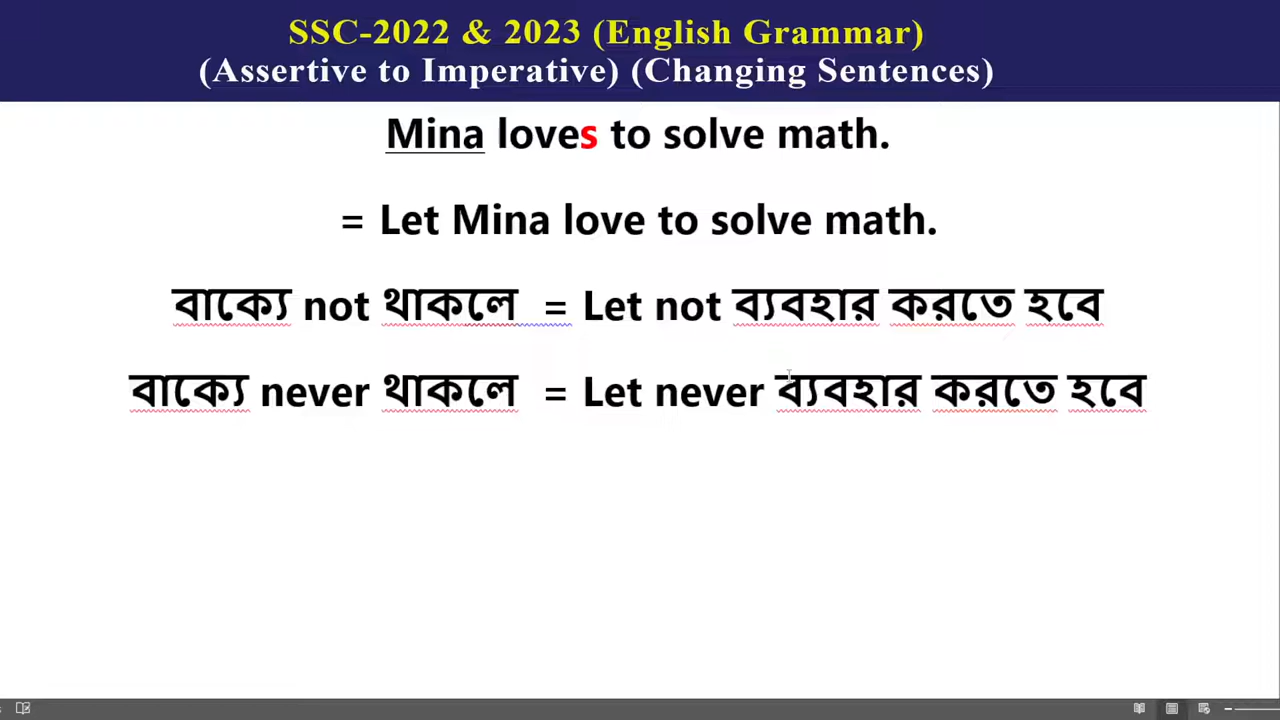 SSC-2022 & 2023 (English Grammar)
(Assertive to Imperative) (Changing Sentences)
Mina loves to solve math.
= Let Mina love to solve math.
বাক্যে not থাকলে = Let not ব্যবহার করতে হবে
বাক্যে never থাকলে = Let never ব্যবহার করতে হবে